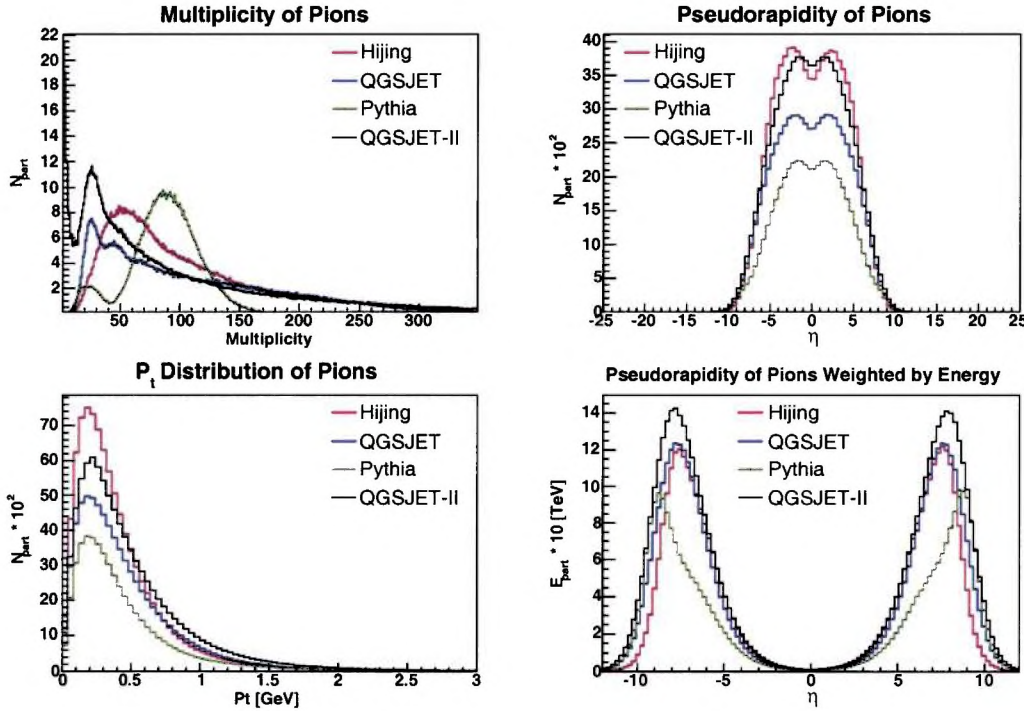 Multiplicity of Pions
N_part
22
20
18
16
14
12
10
8
6
4
2
50 100 150 200 250 300
Multiplicity
Hijing
QGSJET
Pythia
QGSJET-II
Pseudorapidity of Pions
N_part * 10²
40
35
30
25
20
15
10
5
0
-25 -20 -15 -10 -5 0 5 10 15 20 25
η
Hijing
QGSJET
Pythia
QGSJET-II
P_t Distribution of Pions
N_part * 10²
70
60
50
40
30
20
10
0
0 0.5 1 1.5 2 2.5 3
Pt [GeV]
Hijing
QGSJET
Pythia
QGSJET-II
Pseudorapidity of Pions Weighted by Energy
E_part * 10 [TeV]
14
12
10
8
6
4
2
0
-10 -5 0 5 10
η
Hijing
QGSJET
Pythia
QGSJET-II